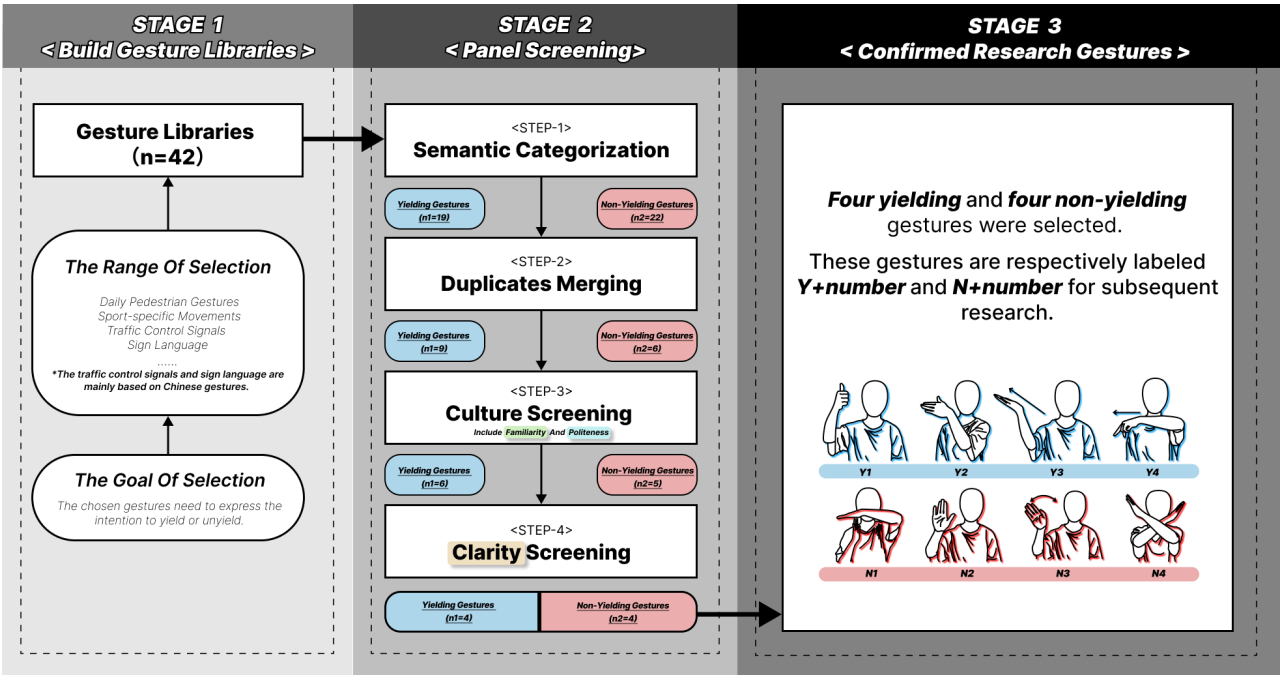 STAGE 1
< Build Gesture Libraries >
Gesture Libraries
（n=42）
The Range Of Selection
Daily Pedestrian Gestures
Sport-specific Movements
Traffic Control Signals
Sign Language
......
*The traffic control signals and sign language are
mainly based on Chinese gestures.
The Goal Of Selection
The chosen gestures need to express the
intention to yield or unyield.
STAGE 2
< Panel Screening>
<STEP-1>
Semantic Categorization
Yielding Gestures
(n1=19)
Non-Yielding Gestures
(n2=22)
<STEP-2>
Duplicates Merging
Yielding Gestures
(n1=9)
Non-Yielding Gestures
(n2=6)
<STEP-3>
Culture Screening
Include Familiarity And Politeness
Yielding Gestures
(n1=6)
Non-Yielding Gestures
(n2=5)
<STEP-4>
Clarity Screening
Yielding Gestures
(n1=4)
Non-Yielding Gestures
(n2=4)
STAGE 3
< Confirmed Research Gestures >
Four yielding and four non-yielding
gestures were selected.
These gestures are respectively labeled
Y+number and N+number for subsequent
research.
Y1 Y2 Y3 Y4
N1 N2 N3 N4